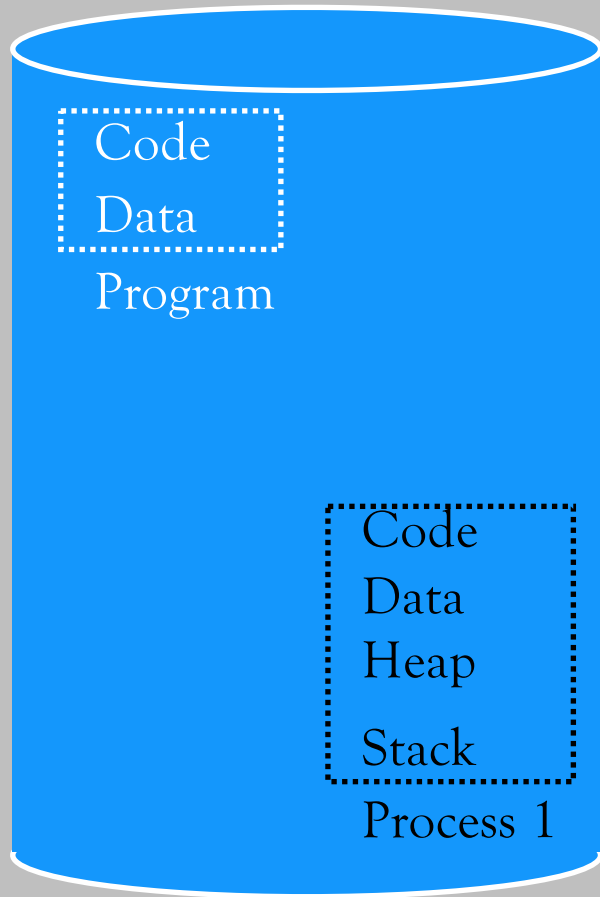 Code
Data
Program
Code
Data
Heap
Stack
Process 1